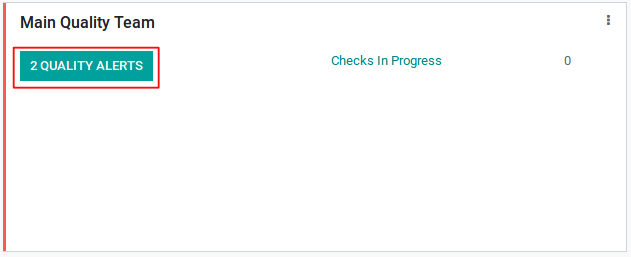 Main Quality Team
2 QUALITY ALERTS
Checks In Progress 0